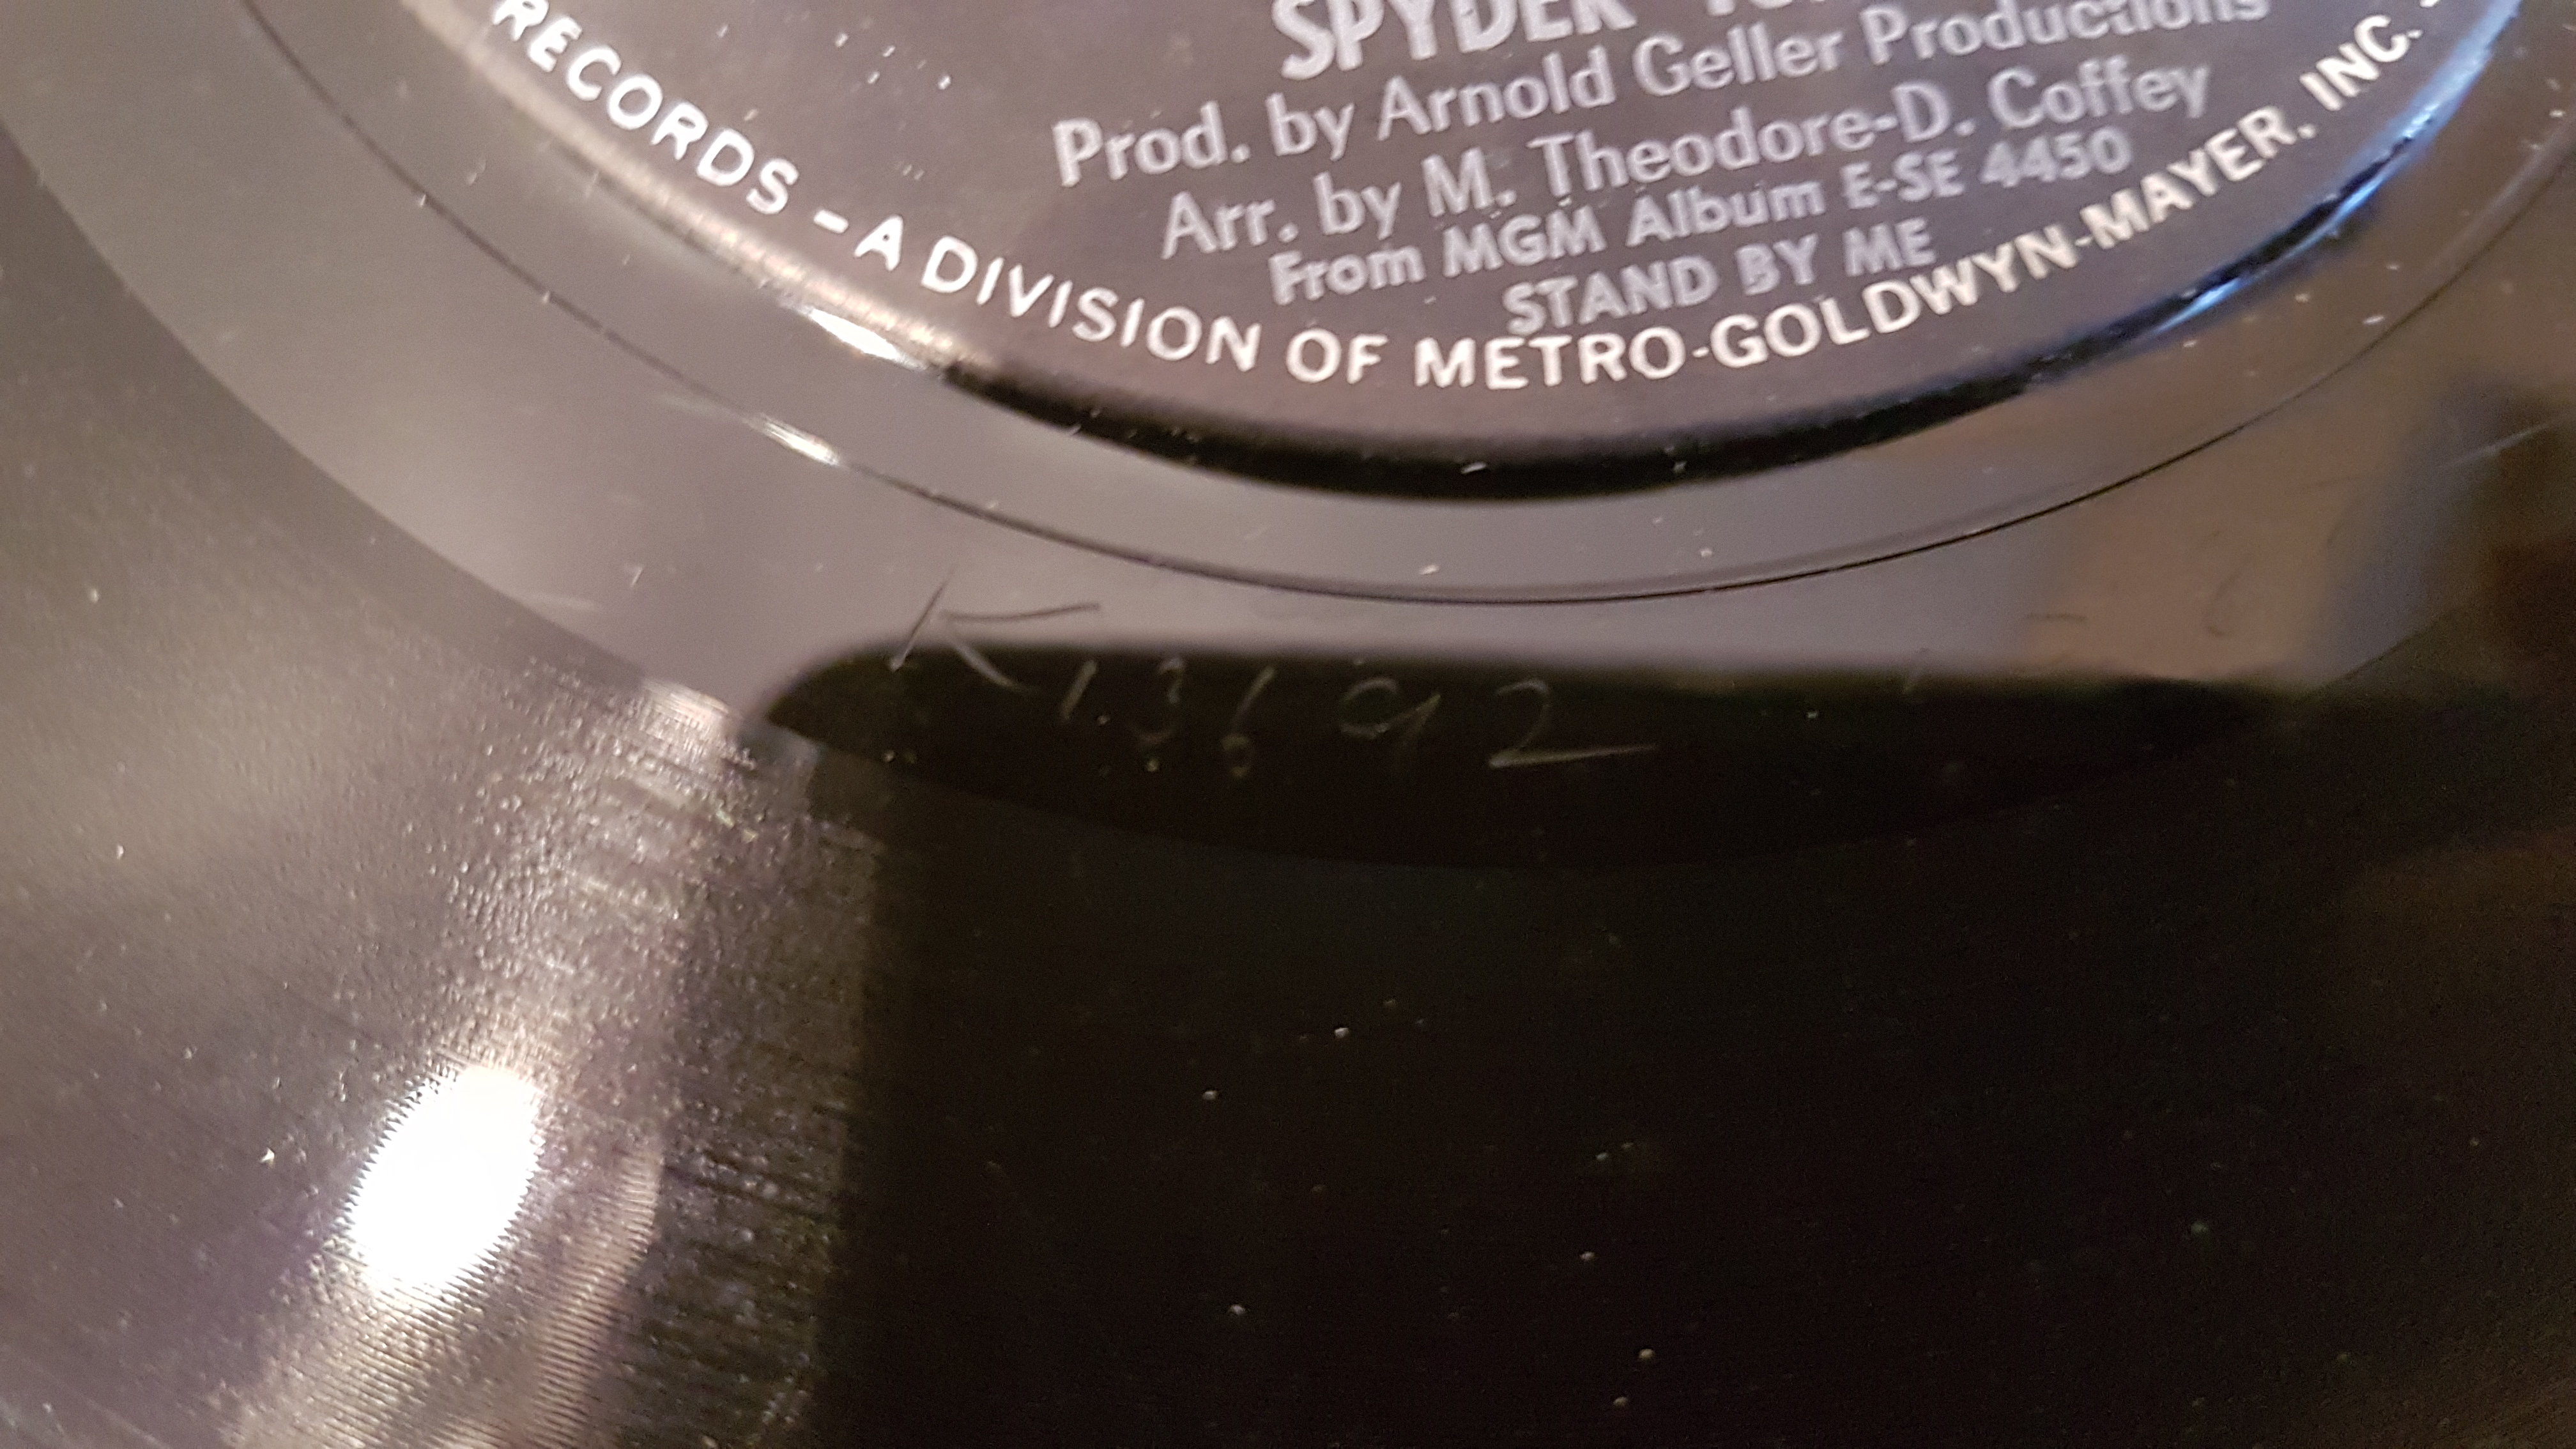 SPYDER
Prod. by Arnold Geller Productions
Arr. by M. Theodore-D. Coffey
From MGM Album E-SE 4450
STAND BY ME
RECORDS – A DIVISION OF METRO-GOLDWYN-MAYER, INC. -
K13692